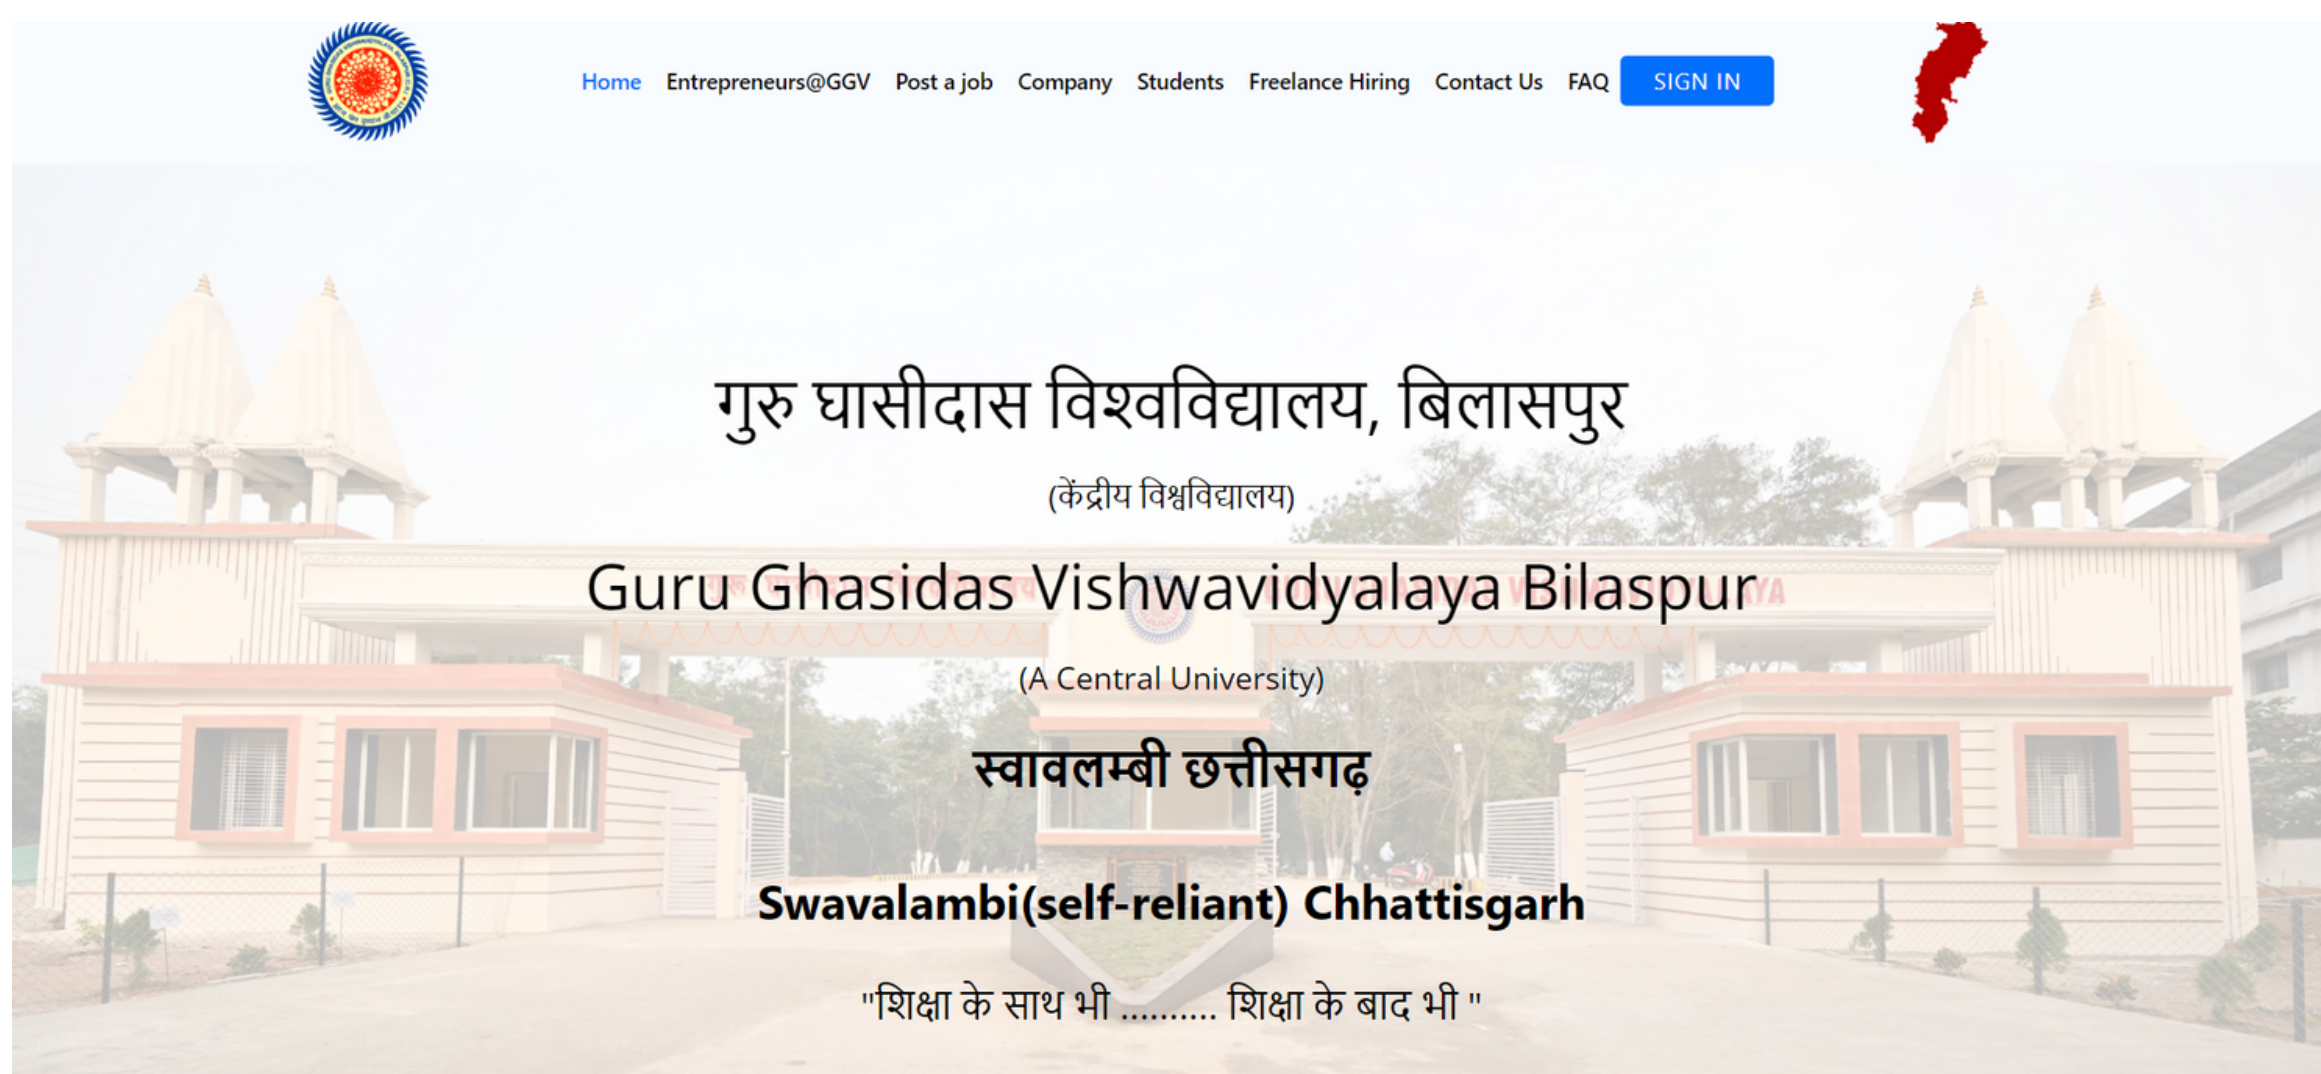 Home Entrepreneurs@GGV Post a job Company Students Freelance Hiring Contact Us FAQ SIGN IN
गुरु घासीदास विश्वविद्यालय, बिलासपुर
(केंद्रीय विश्वविद्यालय)
Guru Ghasidas Vishwavidyalaya Bilaspur
(A Central University)
स्वावलम्बी छत्तीसगढ़
Swavalambi(self-reliant) Chhattisgarh
"शिक्षा के साथ भी .......... शिक्षा के बाद भी "